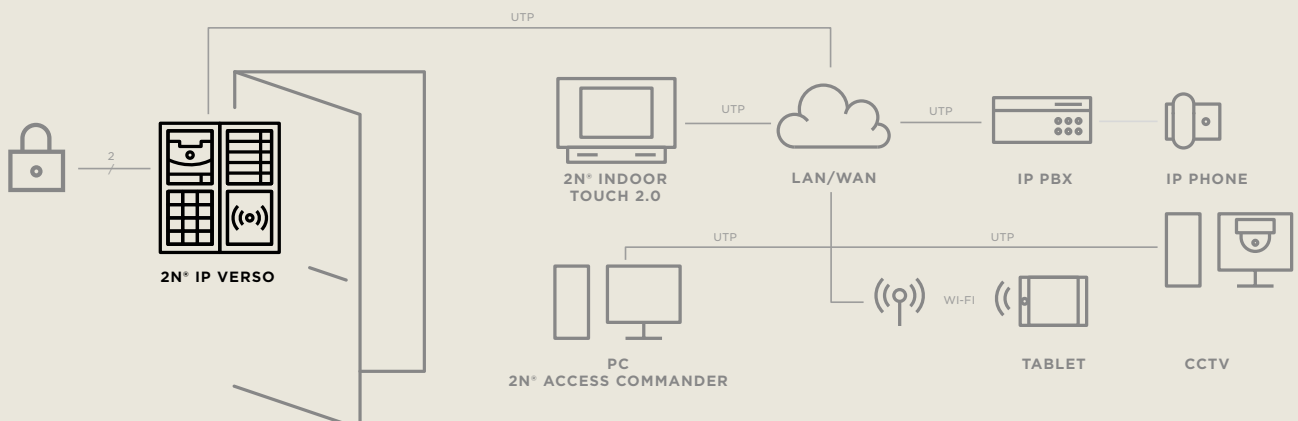 UTP
2
2N® IP VERSO
2N® INDOOR
TOUCH 2.0
UTP
LAN/WAN
UTP
IP PBX
IP PHONE
UTP
UTP
WI-FI
PC
2N® ACCESS COMMANDER
TABLET
CCTV